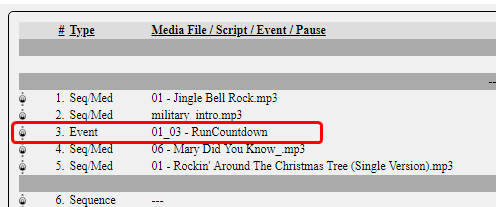 # Type Media File / Script / Event / Pause
--
1. Seq/Med 01 - Jingle Bell Rock.mp3
2. Seq/Med military_intro.mp3
3. Event 01_03 - RunCountdown
4. Seq/Med 06 - Mary Did You Know_.mp3
5. Seq/Med 01 - Rockin' Around The Christmas Tree (Single Version).mp3
6. Sequence ---